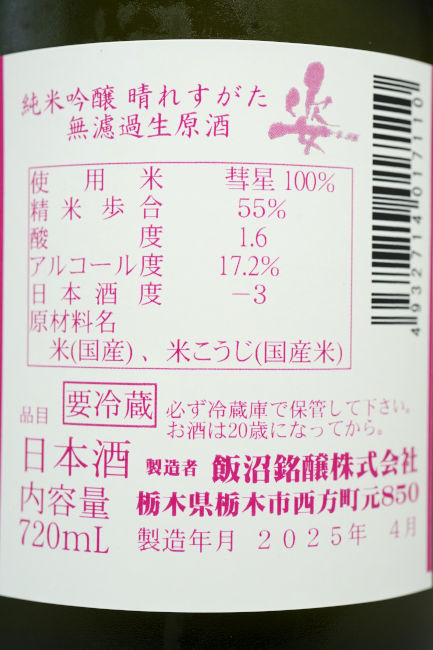 純米吟醸 晴れすがた
無濾過生原酒
姿
使用米 彗星100%
精米歩合 55%
酸度 1.6
アルコール度 17.2%
日本酒度 −3
原材料名
米(国産)、米こうじ(国産米)
4932714017110
要冷蔵
必ず冷蔵庫で保管して下さい。
お酒は20歳になってから。
品目
日本酒
製造者 飯沼銘醸株式会社
内容量
栃木県栃木市西方町元850
720mL
製造年月 2025年 4月